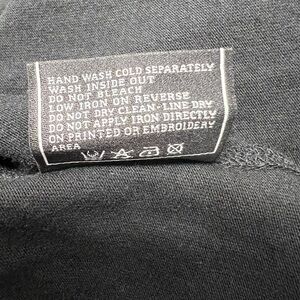 HAND WASH COLD SEPARATELY
WASH INSIDE OUT
DO NOT BLEACH
LOW IRON ON REVERSE
DO NOT DRY CLEAN-LINE DRY
DO NOT APPLY IRON DIRECTLY
ON PRINTED OR EMBROIDERY
AREA